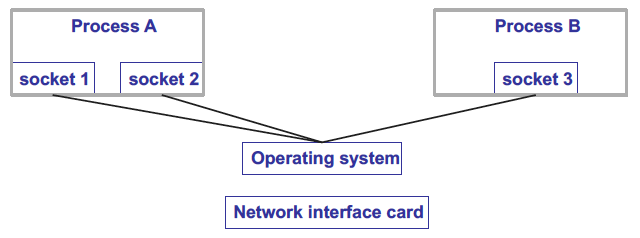 Process A
Process B
socket 1
socket 2
socket 3
Operating system
Network interface card